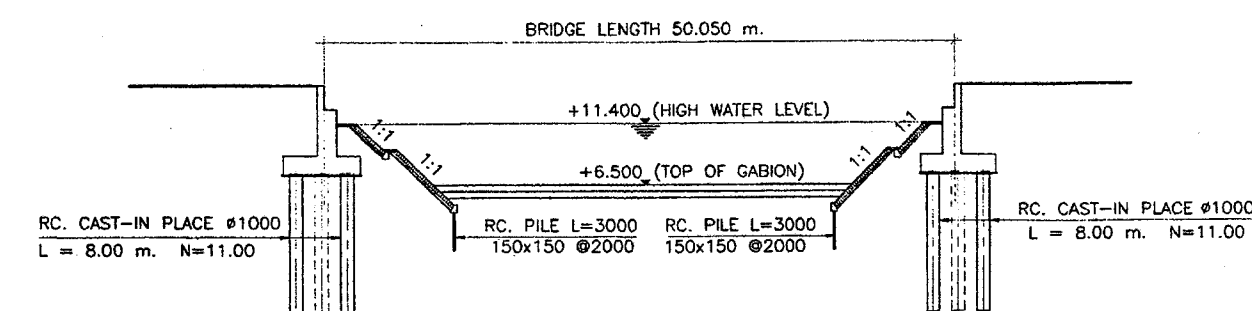 BRIDGE LENGTH 50.050 m.
+11.400 (HIGH WATER LEVEL)
1:1
1:1
1:1
1:1
+6.500 (TOP OF GABION)
RC. CAST-IN PLACE ø1000
L = 8.00 m. N=11.00
RC. PILE L=3000
150x150 @2000
RC. PILE L=3000
150x150 @2000
RC. CAST-IN PLACE ø1000
L = 8.00 m. N=11.00